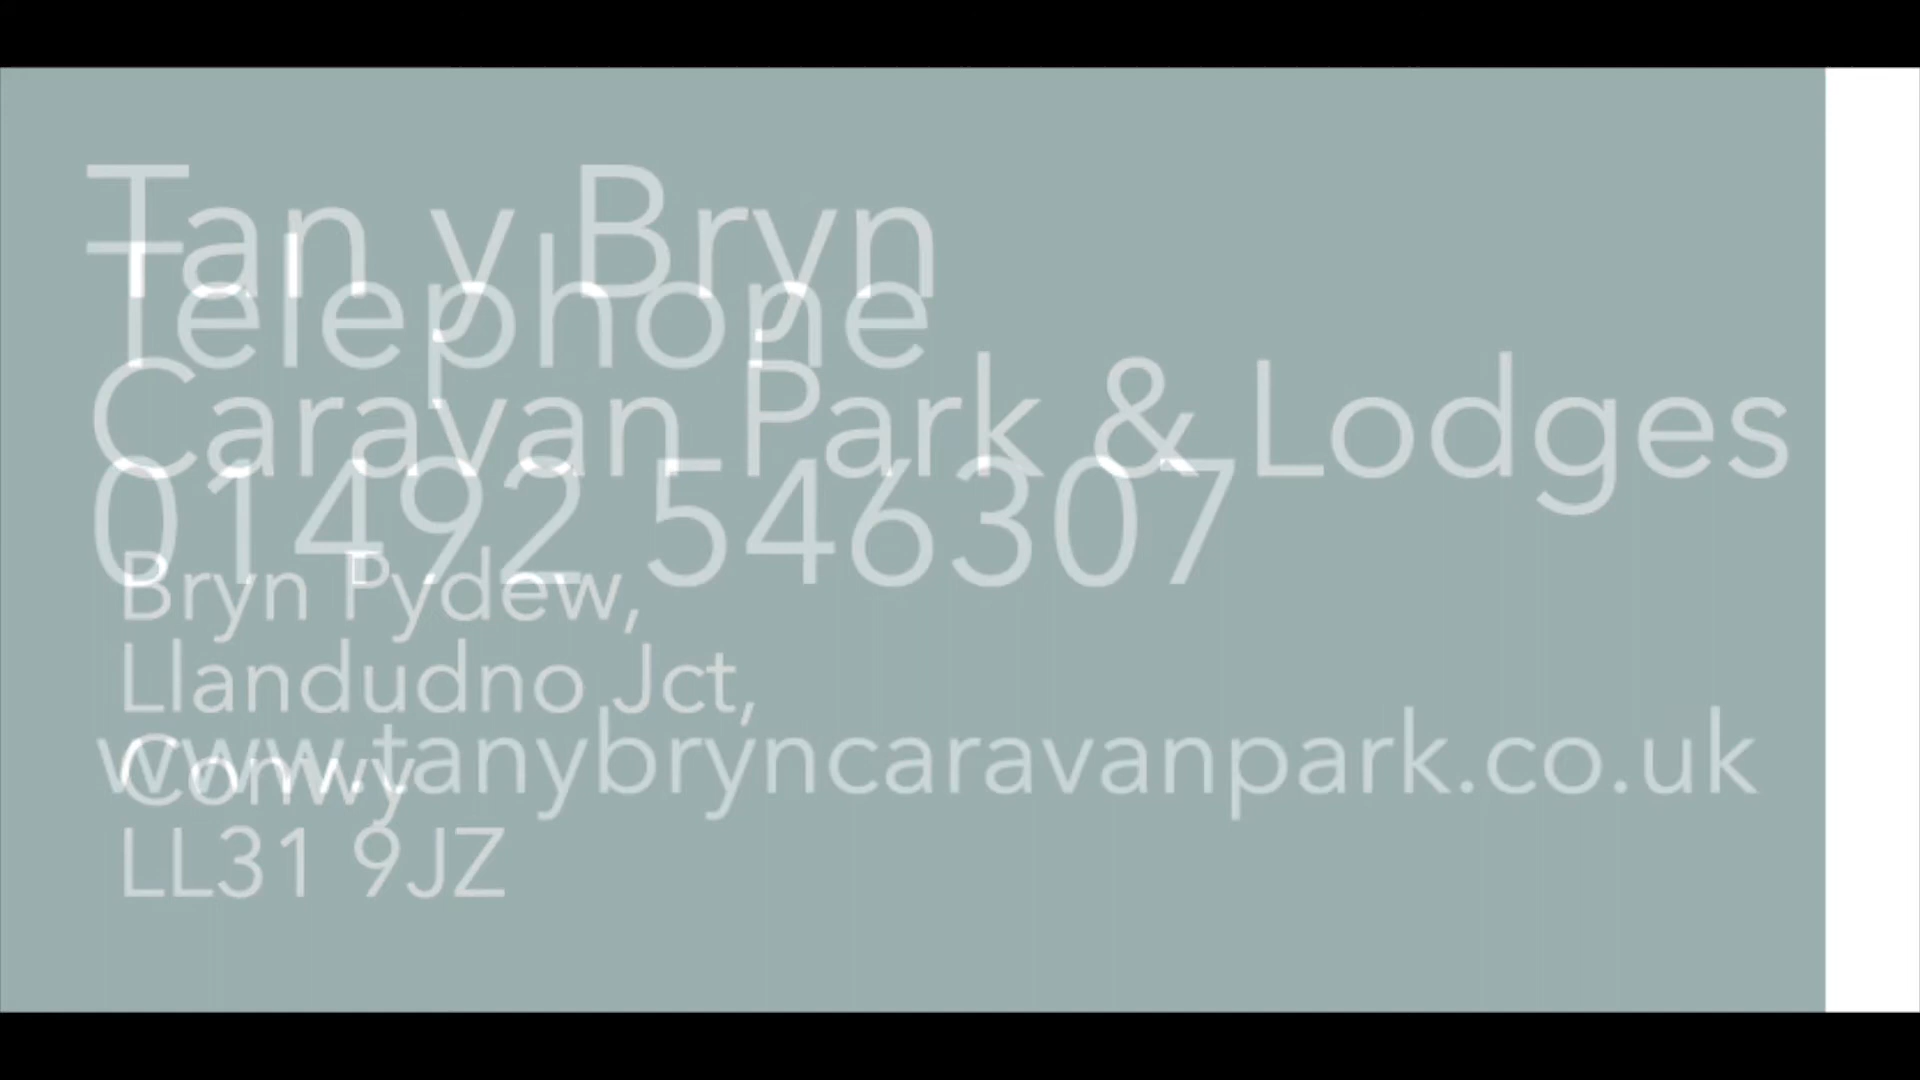 Tan y Bryn
Telephone
Caravan Park & Lodges
01492 546307
Bryn Pydew,
Llandudno Jct,
www.tanybryncaravanpark.co.uk
Conwy
LL31 9JZ